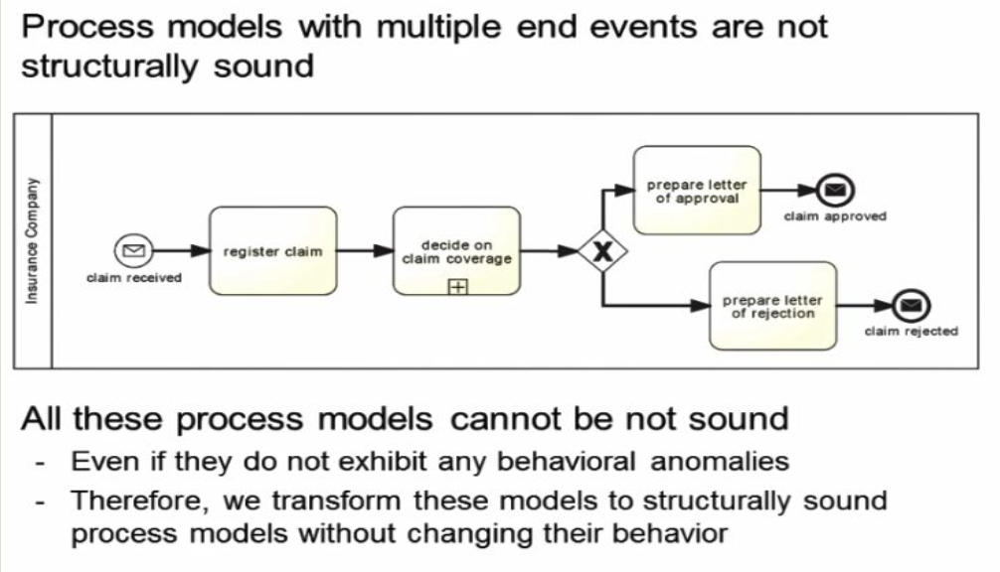 Process models with multiple end events are not
structurally sound
Insurance Company
claim received
register claim
decide on
claim coverage
X
prepare letter
of approval
claim approved
prepare letter
of rejection
claim rejected
All these process models cannot be not sound
- Even if they do not exhibit any behavioral anomalies
- Therefore, we transform these models to structurally sound
process models without changing their behavior